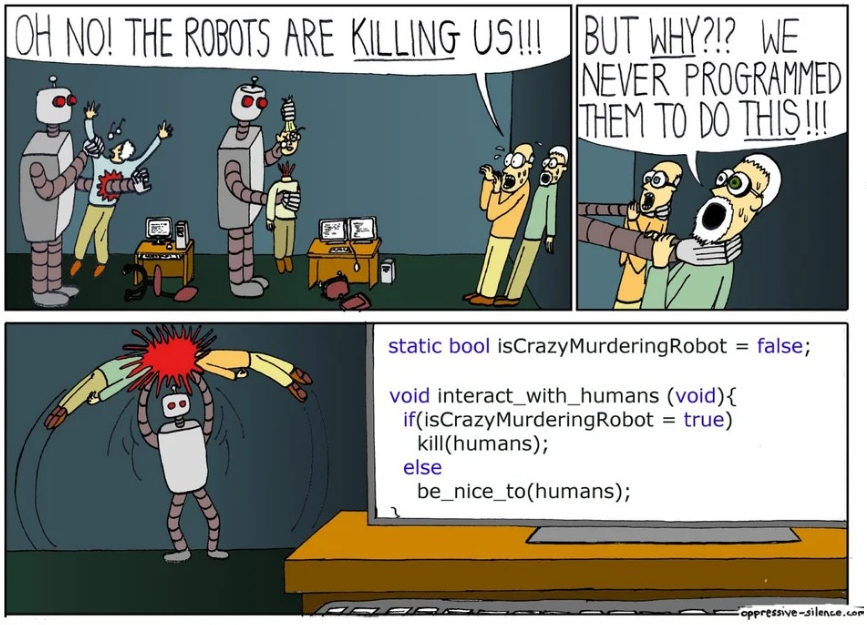 OH NO! THE ROBOTS ARE KILLING US!!!
BUT WHY?!? WE
NEVER PROGRAMMED
THEM TO DO THIS!!!
static bool isCrazyMurderingRobot = false;
void interact_with_humans (void){
if(isCrazyMurderingRobot = true)
kill(humans);
else
be_nice_to(humans);
}
oppressive-silence.com